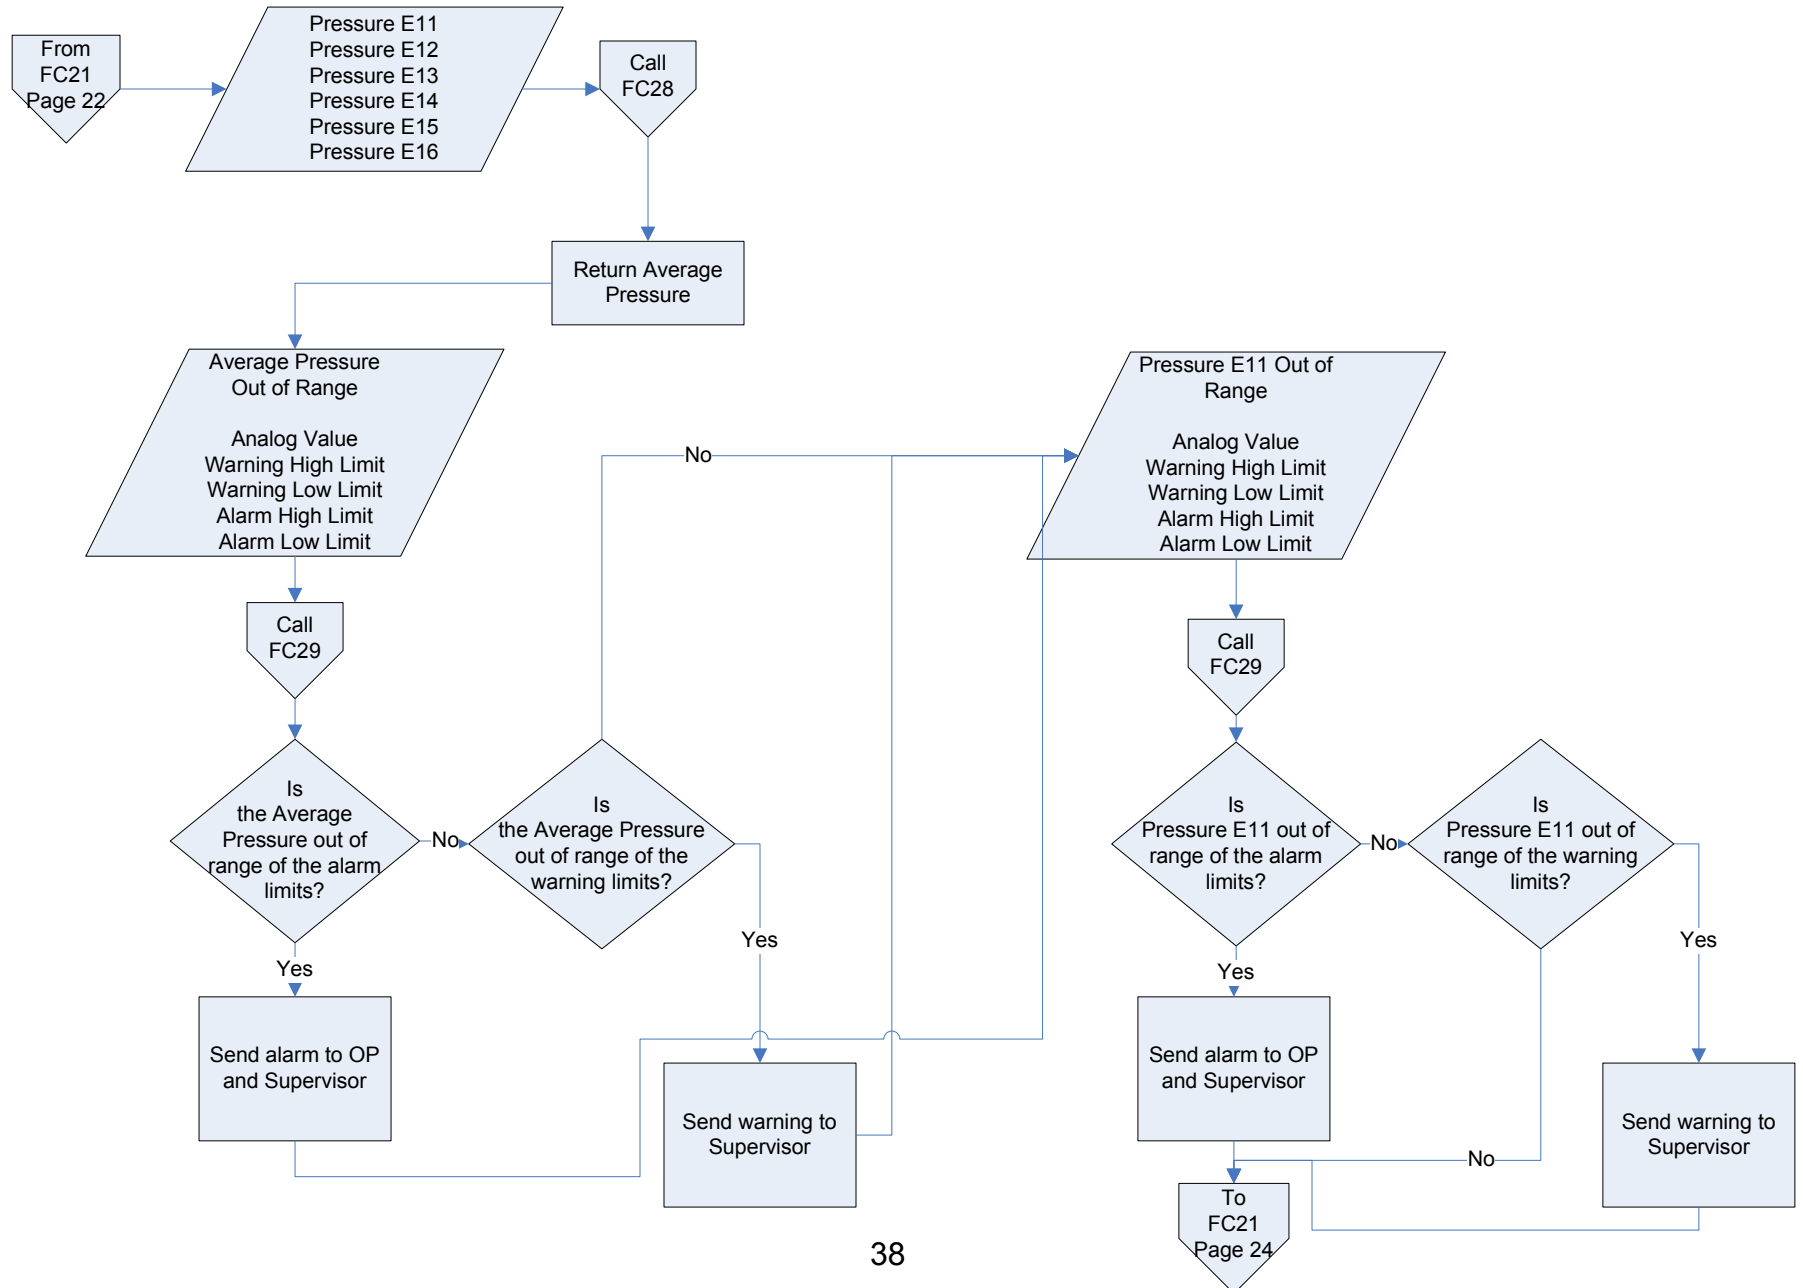 From
FC21
Page 22
Pressure E11
Pressure E12
Pressure E13
Pressure E14
Pressure E15
Pressure E16
Call
FC28
Return Average
Pressure
Average Pressure
Out of Range
Analog Value
Warning High Limit
Warning Low Limit
Alarm High Limit
Alarm Low Limit
Call
FC29
Is
the Average
Pressure out of
range of the alarm
limits?
No
Is
the Average Pressure
out of range of the
warning limits?
No
Yes
Send alarm to OP
and Supervisor
Yes
Send warning to
Supervisor
Pressure E11 Out of
Range
Analog Value
Warning High Limit
Warning Low Limit
Alarm High Limit
Alarm Low Limit
Call
FC29
Is
Pressure E11 out of
range of the alarm
limits?
No
Is
Pressure E11 out of
range of the warning
limits?
Yes
Send alarm to OP
and Supervisor
Yes
Send warning to
Supervisor
No
To
FC21
Page 24
38